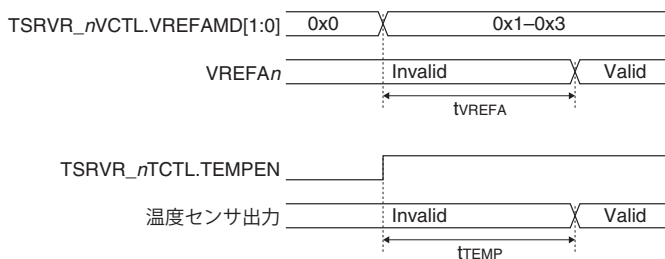 TSRVR_nVCTL.VREFAMD[1:0] 0x0 0x1–0x3
VREFAn Invalid Valid
tVREFA
TSRVR_nTCTL.TEMPEN
温度センサ出力 Invalid Valid
tTEMP